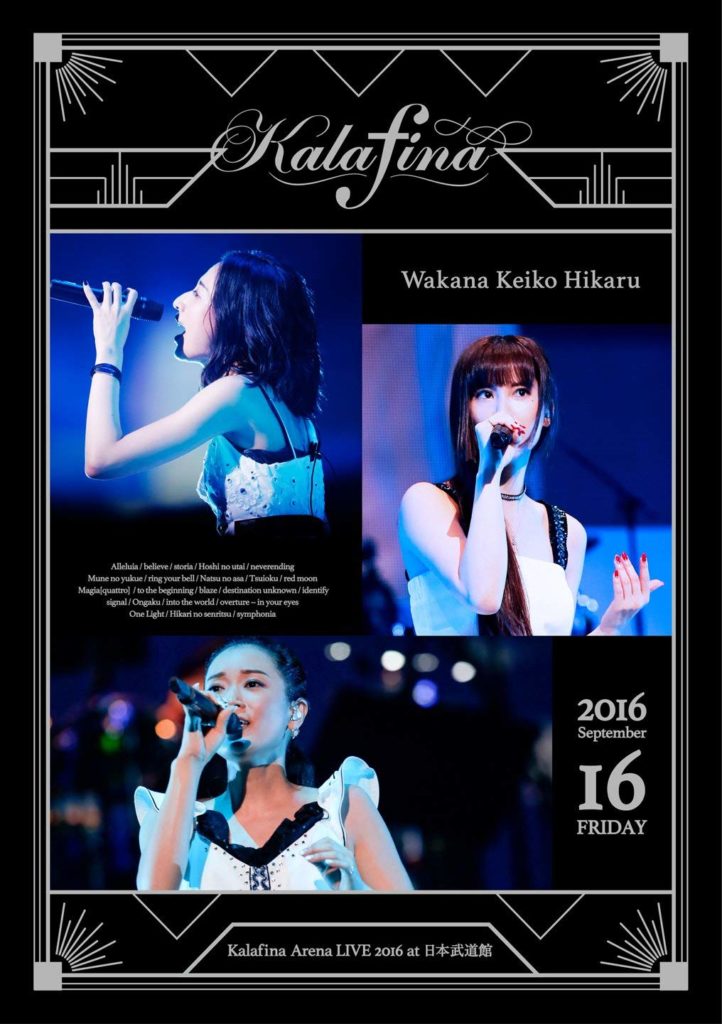 Kalafina
Wakana Keiko Hikaru
Alleluia / believe / storia / Hoshi no utai / neverending
Mune no yukue / ring your bell / Natsu no asa / Tsuioku / red moon
Magia[quattro] / to the beginning / blaze / destination unknown / identify
signal / Ongaku / into the world / overture – in your eyes
One Light / Hikari no senritsu / symphonia
2016
September
16
FRIDAY
Kalafina Arena LIVE 2016 at 日本武道館